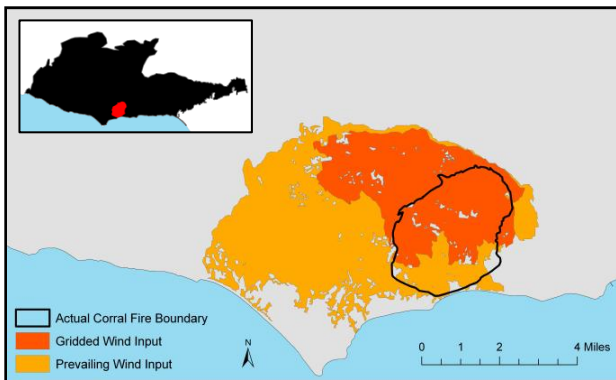 Actual Corral Fire Boundary
Gridded Wind Input
Prevailing Wind Input
N
0 1 2 4 Miles